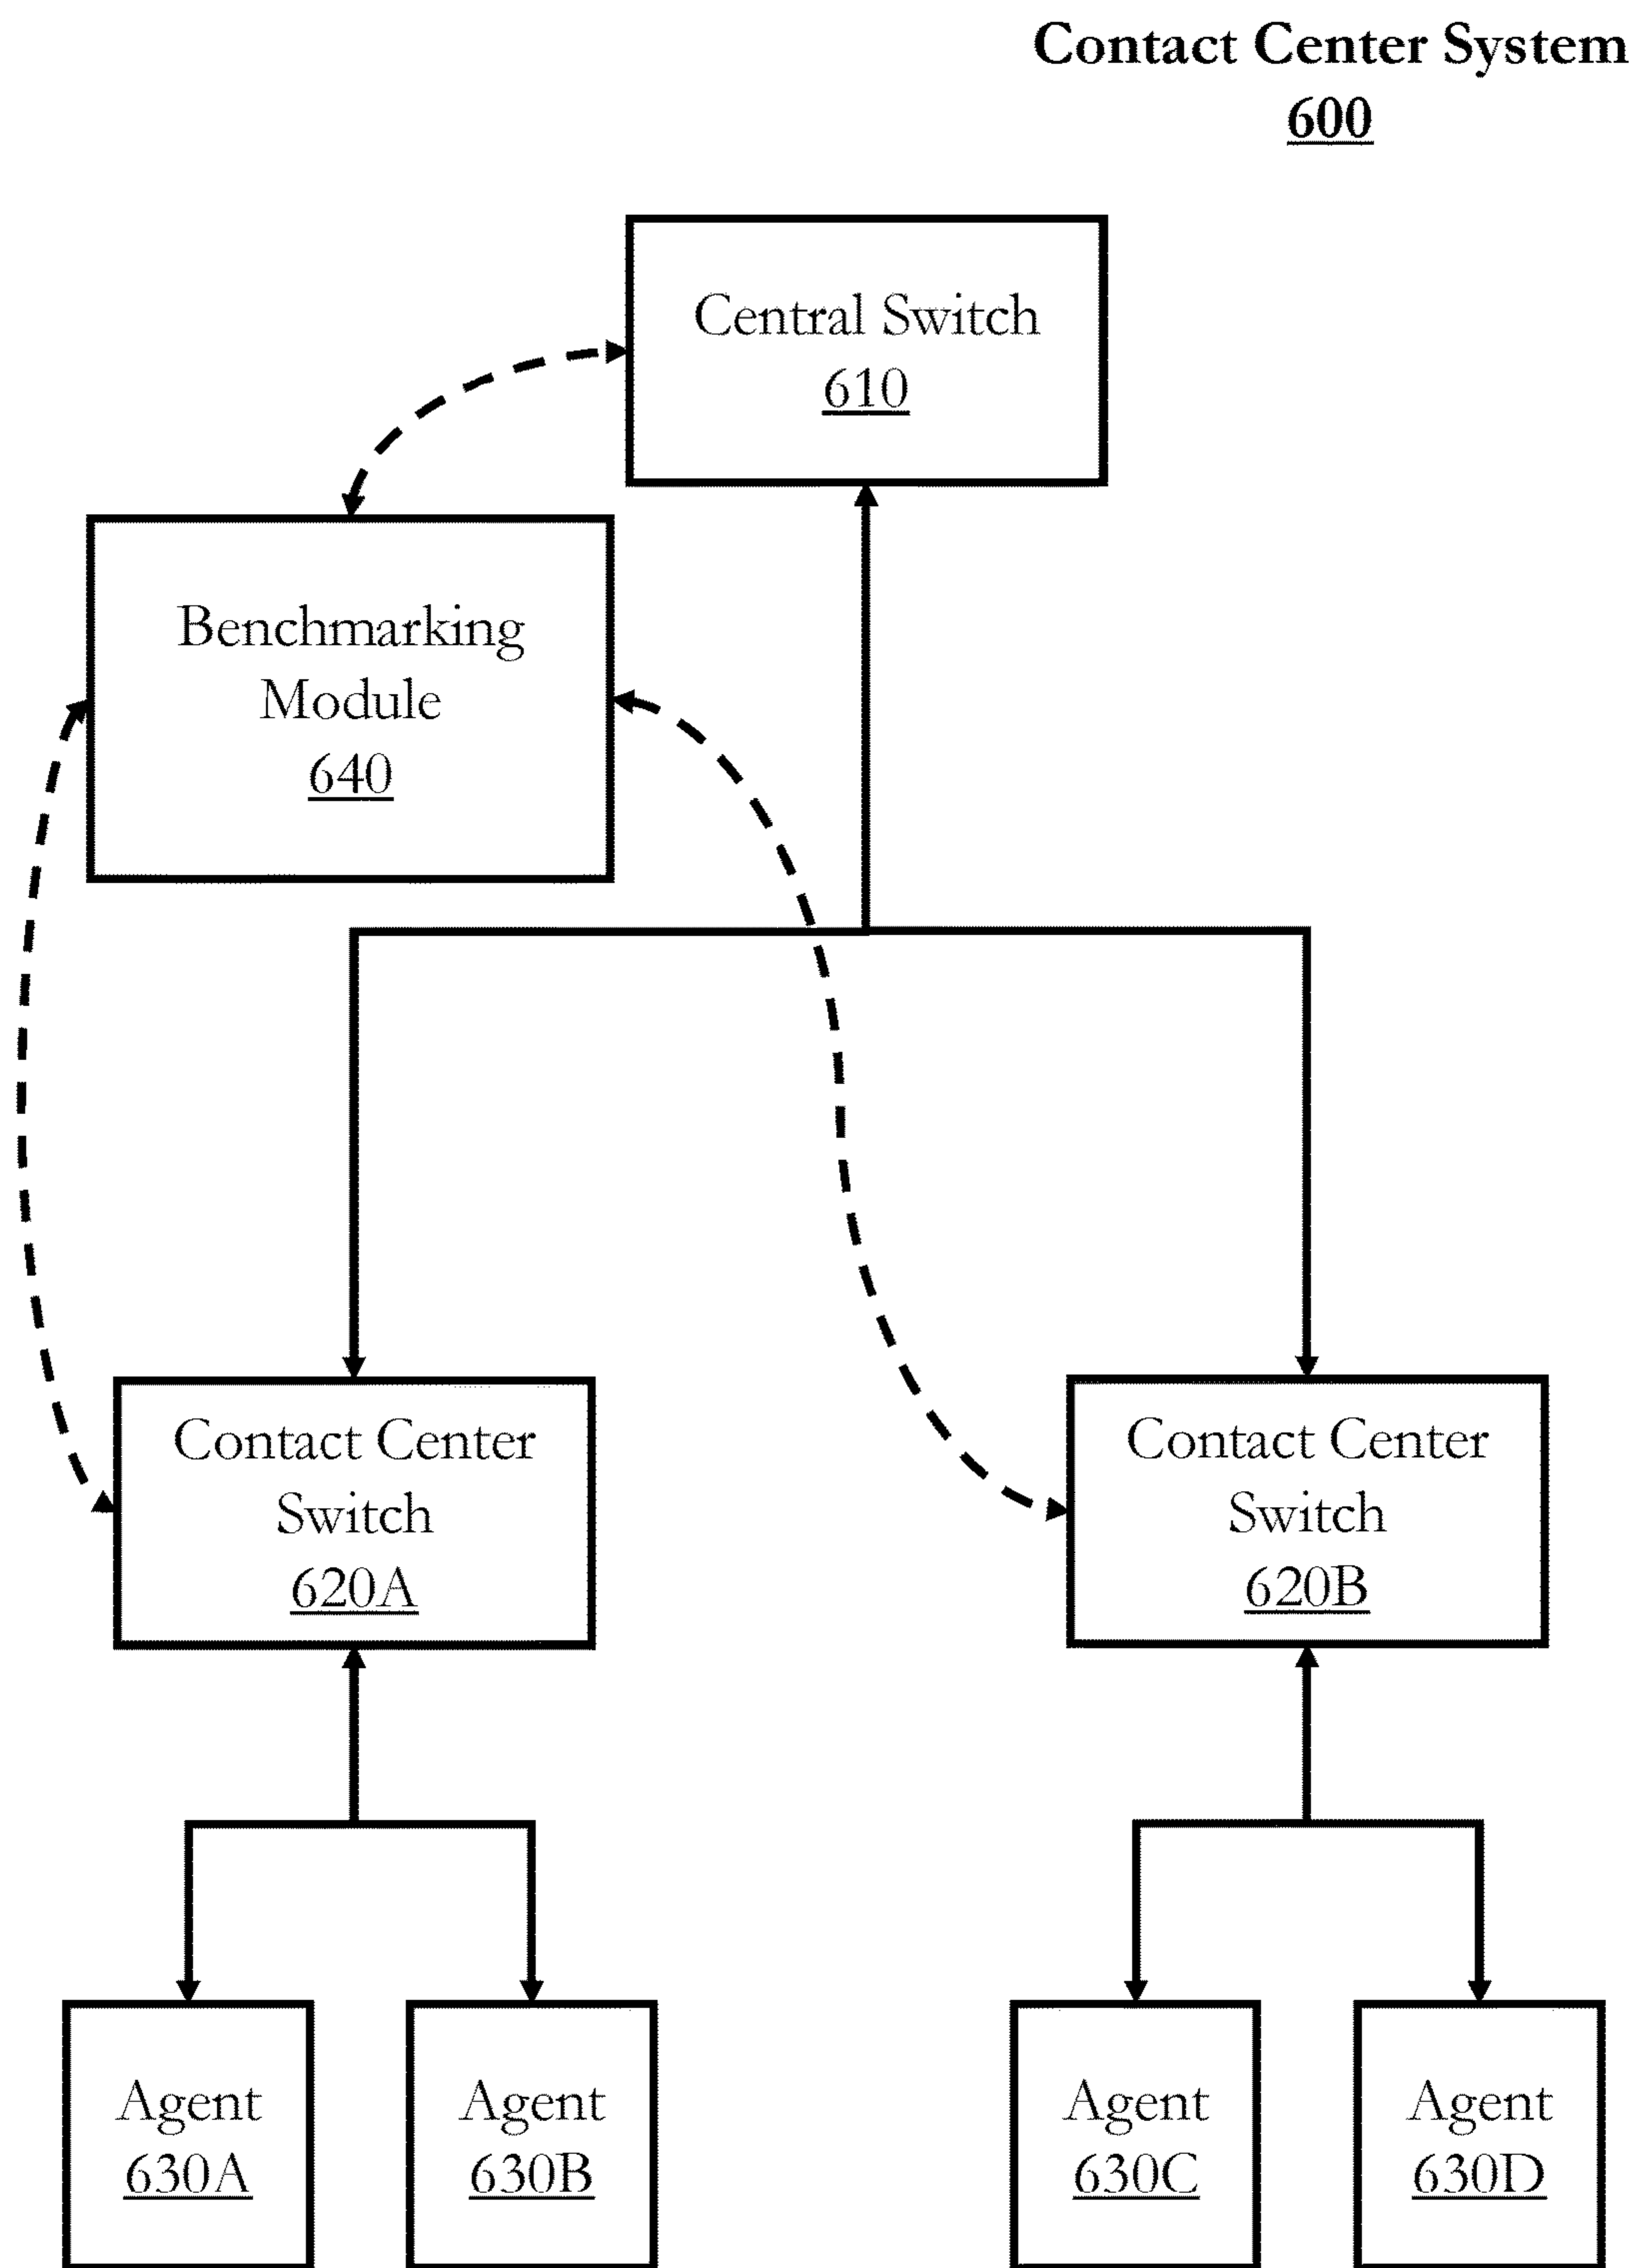 Contact Center System
600
Central Switch
610
Benchmarking
Module
640
Contact Center
Switch
620A
Contact Center
Switch
620B
Agent
630A
Agent
630B
Agent
630C
Agent
630D